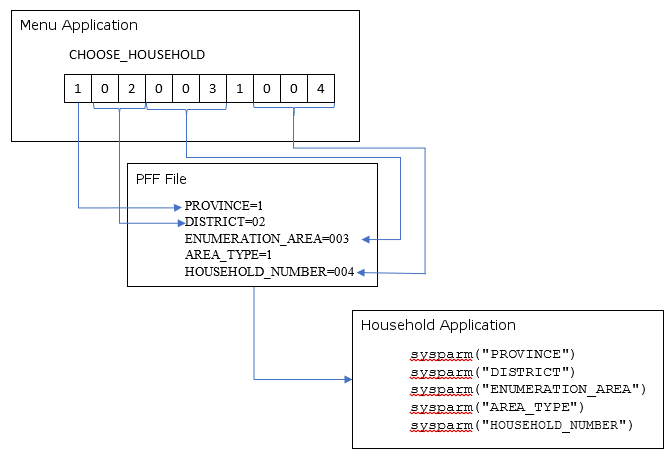 Menu Application
CHOOSE_HOUSEHOLD
1 0 2 0 0 3 1 0 0 4
PFF File
PROVINCE=1
DISTRICT=02
ENUMERATION_AREA=003
AREA_TYPE=1
HOUSEHOLD_NUMBER=004
Household Application
sysparm("PROVINCE")
sysparm("DISTRICT")
sysparm("ENUMERATION_AREA")
sysparm("AREA_TYPE")
sysparm("HOUSEHOLD_NUMBER")